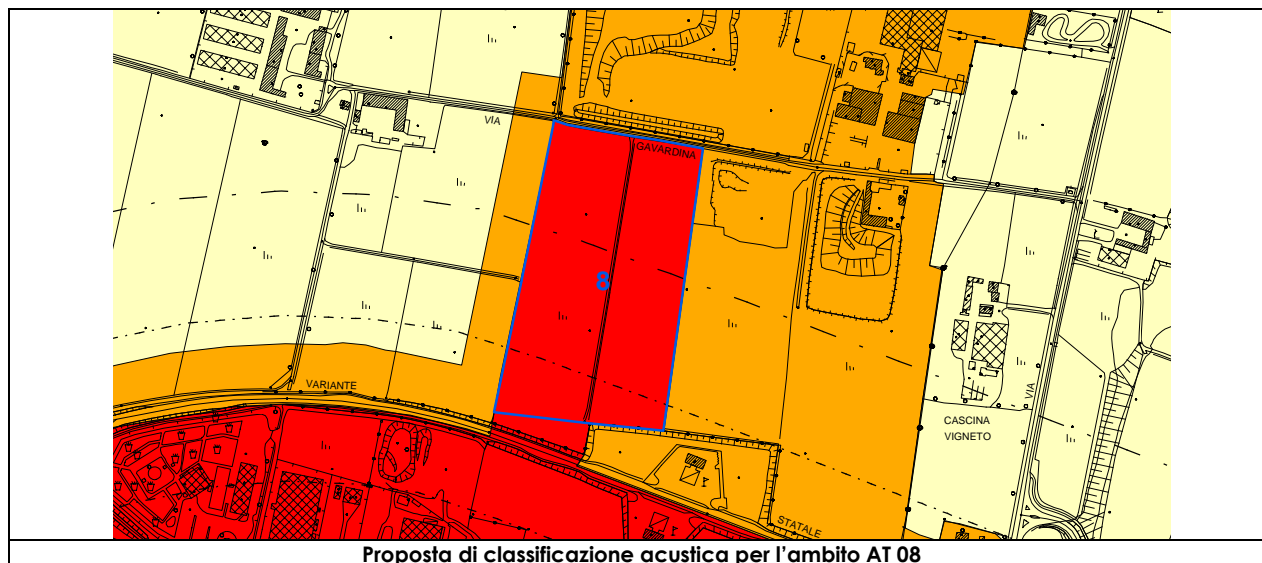 VIA
GAVARDINA
8
VARIANTE
VIA
CASCINA
VIGNETO
STATALE
Proposta di classificazione acustica per l'ambito AT 08